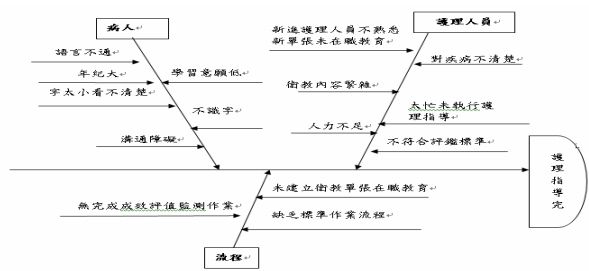 病人
語言不通
年紀大
字太小看不清楚
學習意願低
不識字
溝通障礙
護理人員
新進護理人員不熟悉
新單張未在職教育
對疾病不清楚
衛教內容繁雜
太忙未執行護
理指導
人力不足
不符合評鑑標準
護理指導完
未建立衛教單張在職教育
無完成成效評值監測作業
缺乏標準作業流程
流程